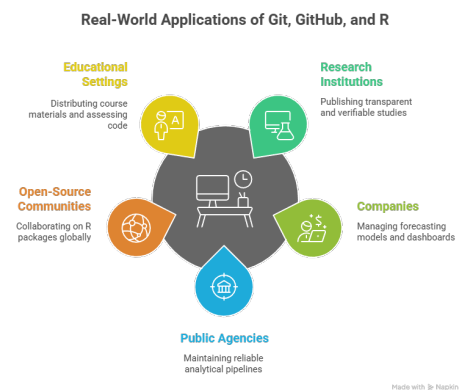 Real-World Applications of Git, GitHub, and R
Educational
Settings
Distributing course
materials and assessing
code
A
Research
Institutions
Publishing transparent
and verifiable studies
Open-Source
Communities
Collaborating on R
packages globally
$
Companies
Managing forecasting
models and dashboards
Public Agencies
Maintaining reliable
analytical pipelines
Made with Napkin